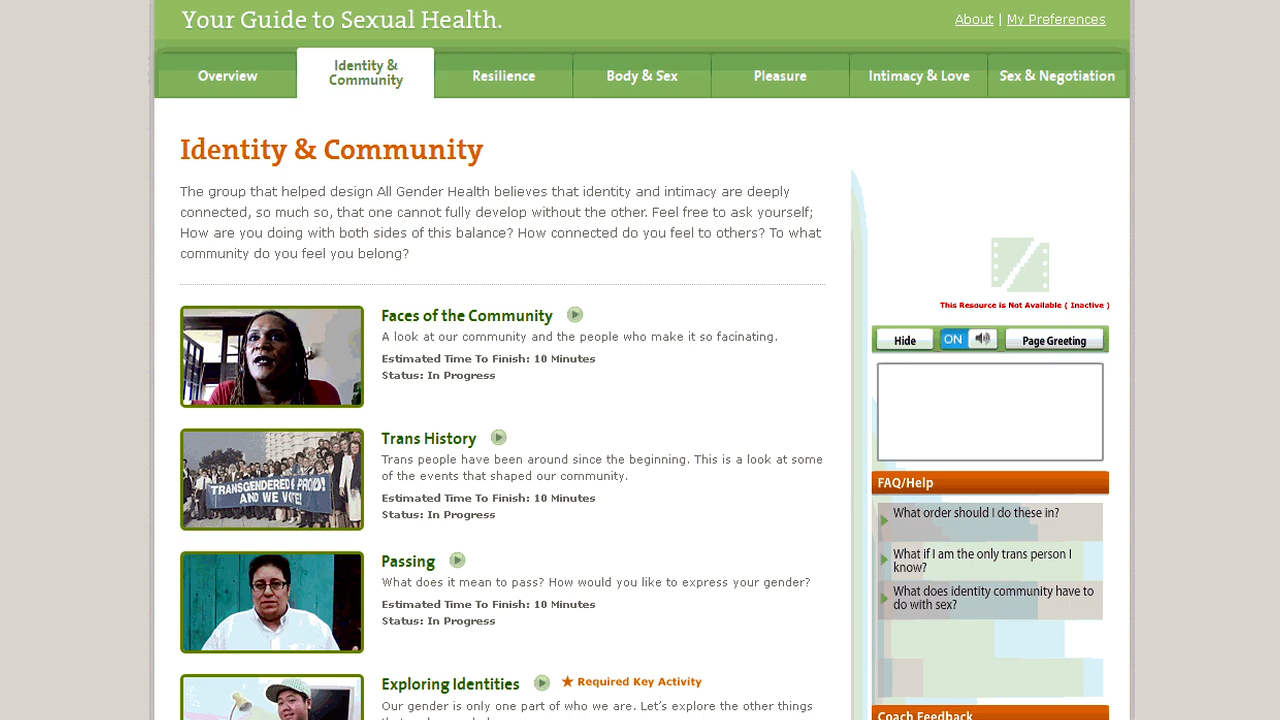 Your Guide to Sexual Health.
About | My Preferences
Overview
Identity &
Community
Resilience
Body & Sex
Pleasure
Intimacy & Love
Sex & Negotiation
Identity & Community
The group that helped design All Gender Health believes that identity and intimacy are deeply
connected, so much so, that one cannot fully develop without the other. Feel free to ask yourself;
How are you doing with both sides of this balance? How connected do you feel to others? To what
community do you feel you belong?
Faces of the Community
A look at our community and the people who make it so facinating.
Estimated Time To Finish: 10 Minutes
Status: In Progress
TRANSGENDERED & PROUD!
AND WE VOTE!
Trans History
Trans people have been around since the beginning. This is a look at some
of the events that shaped our community.
Estimated Time To Finish: 10 Minutes
Status: In Progress
Passing
What does it mean to pass? How would you like to express your gender?
Estimated Time To Finish: 10 Minutes
Status: In Progress
Exploring Identities
Required Key Activity
Our gender is only one part of who we are. Let's explore the other things
This Resource is Not Available ( Inactive )
Hide
ON
Page Greeting
FAQ/Help
What order should I do these in?
What if I am the only trans person I
know?
What does identity community have to
do with sex?
Coach Feedback